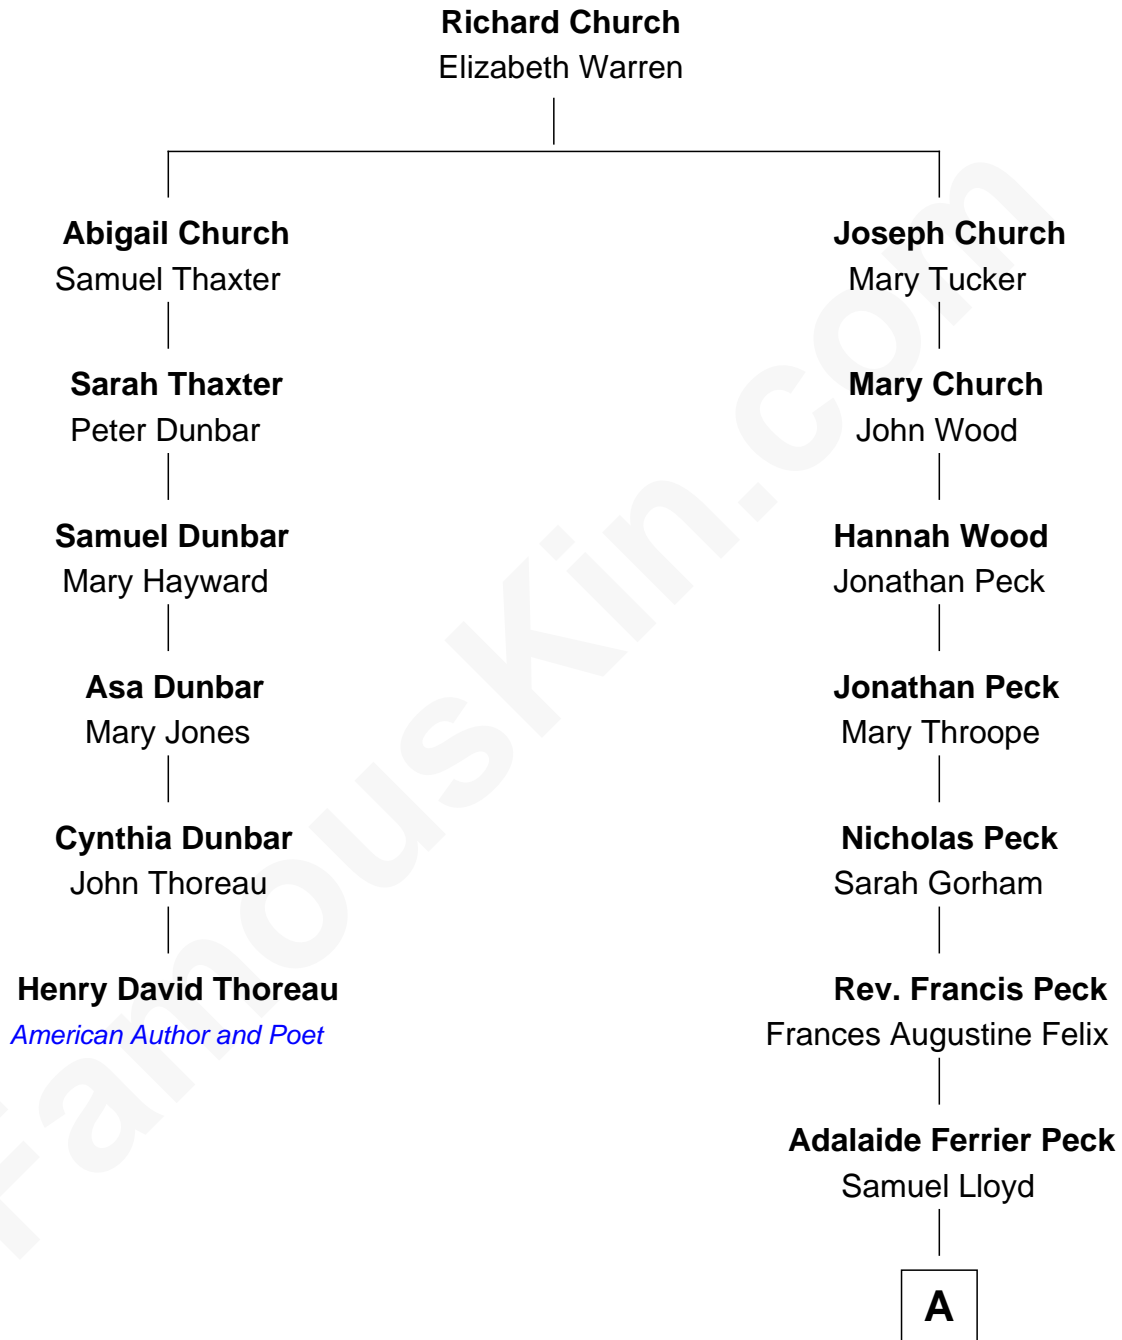 Richard Church
Elizabeth Warren
Abigail Church
Samuel Thaxter
Joseph Church
Mary Tucker
Sarah Thaxter
Peter Dunbar
Mary Church
John Wood
Samuel Dunbar
Mary Hayward
Hannah Wood
Jonathan Peck
Asa Dunbar
Mary Jones
Jonathan Peck
Mary Throope
Cynthia Dunbar
John Thoreau
Nicholas Peck
Sarah Gorham
Henry David Thoreau
American Author and Poet
Rev. Francis Peck
Frances Augustine Felix
Adalaide Ferrier Peck
Samuel Lloyd
A
FamousKin.com